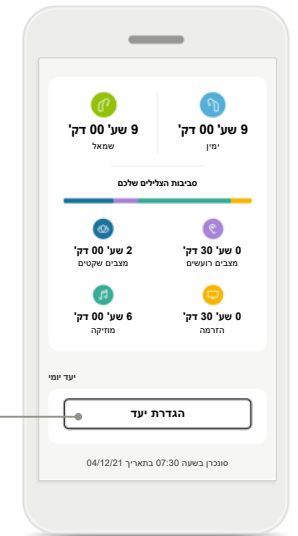 9 שע' 00 דק'
ימין
9 שע' 00 דק'
שמאל
סביבות הצלילים שלכם
0 שע' 30 דק'
מצבים רועשים
2 שע' 00 דק'
מצבים שקטים
0 שע' 30 דק'
הזרמה
6 שע' 00 דק'
מוזיקה
יעד יומי
הגדרת יעד
סונכרן בשעה 07:30 בתאריך 04/12/21